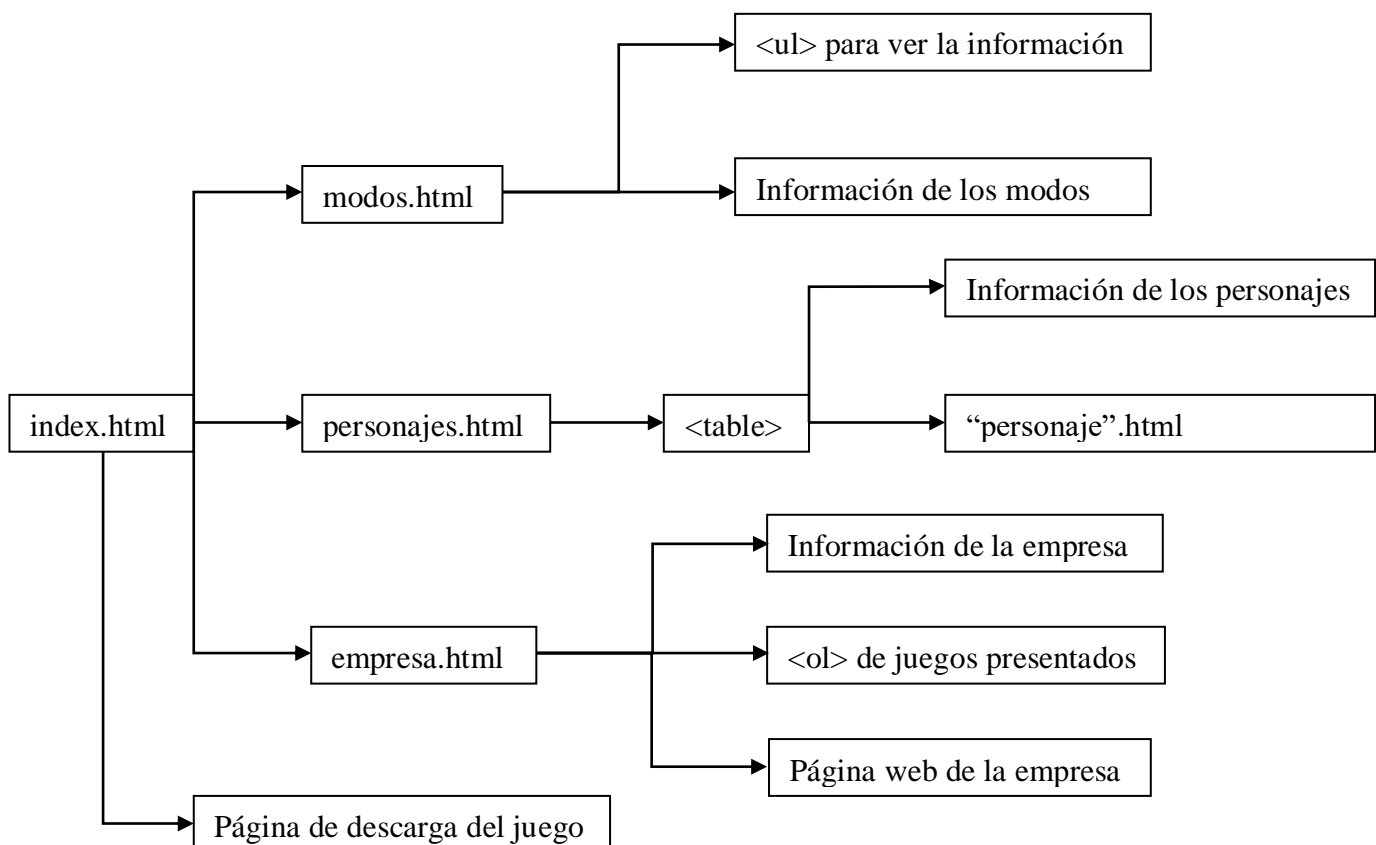 <ul> para ver la información
modos.html
Información de los modos
Información de los personajes
index.html
personajes.html
<table>
“personaje”.html
Información de la empresa
empresa.html
<ol> de juegos presentados
Página web de la empresa
Página de descarga del juego